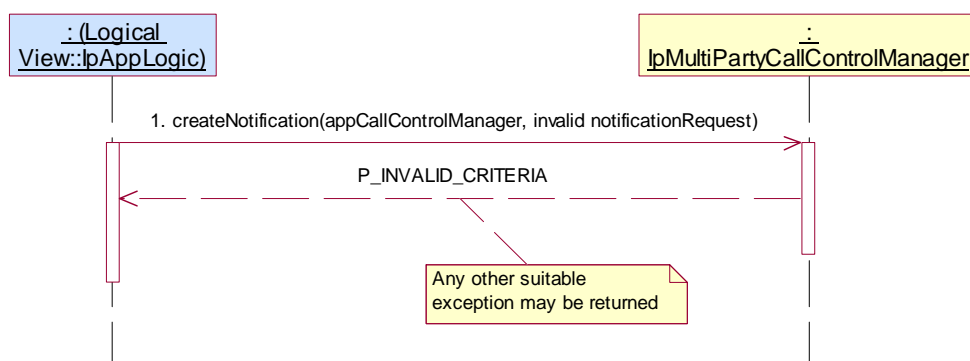 : (Logical
View::IpAppLogic)
:
IpMultiPartyCallControlManager
1. createNotification(appCallControlManager, invalid notificationRequest)
P_INVALID_CRITERIA
Any other suitable
exception may be returned